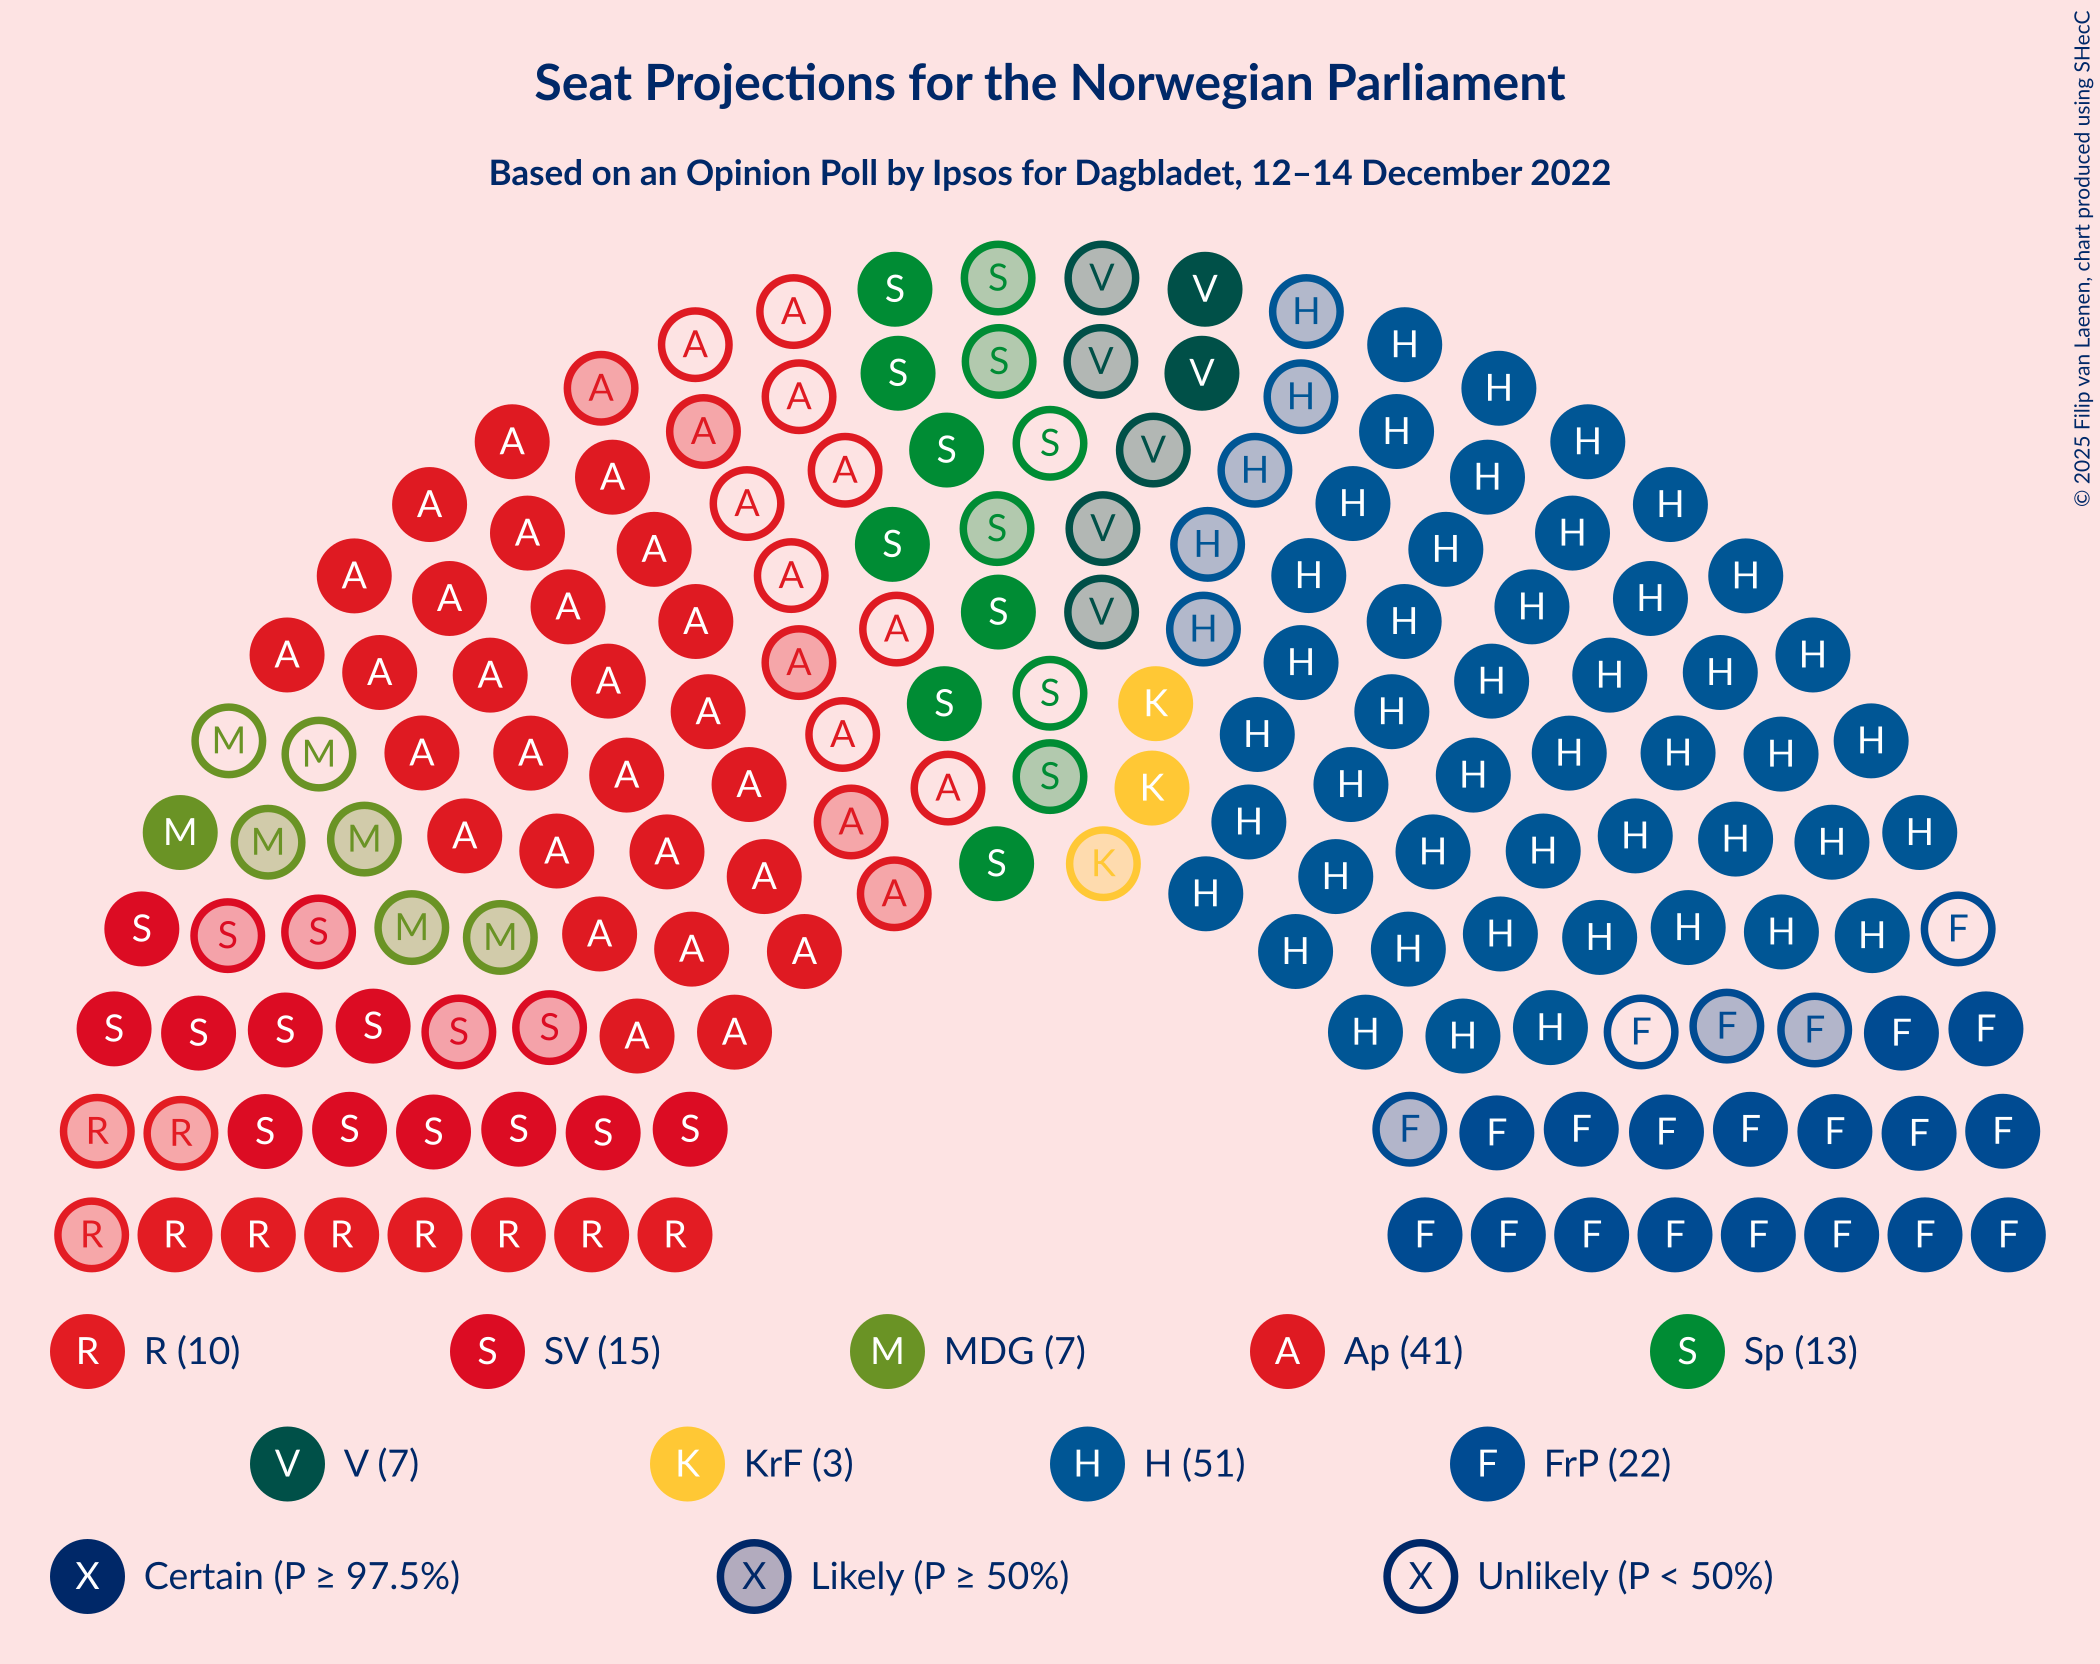 © 2025 Filip van Laenen, chart produced using SHecC
Seat Projections for the Norwegian Parliament
Based on an Opinion Poll by Ipsos for Dagbladet, 12–14 December 2022
S S V V
A H
A H
S S V V
A H
A H
A H
A S S V H
A A H H
A A H H
A A S S V H H H
A A H H
A A S V H H
A A H H
A A H H
A A A H H H
A S S K H
M M A A A H H H H H
A A A S K H H
M M M A A A A H H H H H H H
A A S K H H
S S S M M A A A H H H H H H H F
S S S S S S A A H H H F F F F F
R R S S S S S S F F F F F F F F
R R R R R R R R F F F F F F F F
R R (10) S SV (15) M MDG (7) A Ap (41) S Sp (13)
V V (7) K KrF (3) H H (51) F FrP (22)
X Certain (P ≥ 97.5%) X Likely (P ≥ 50%) X Unlikely (P < 50%)